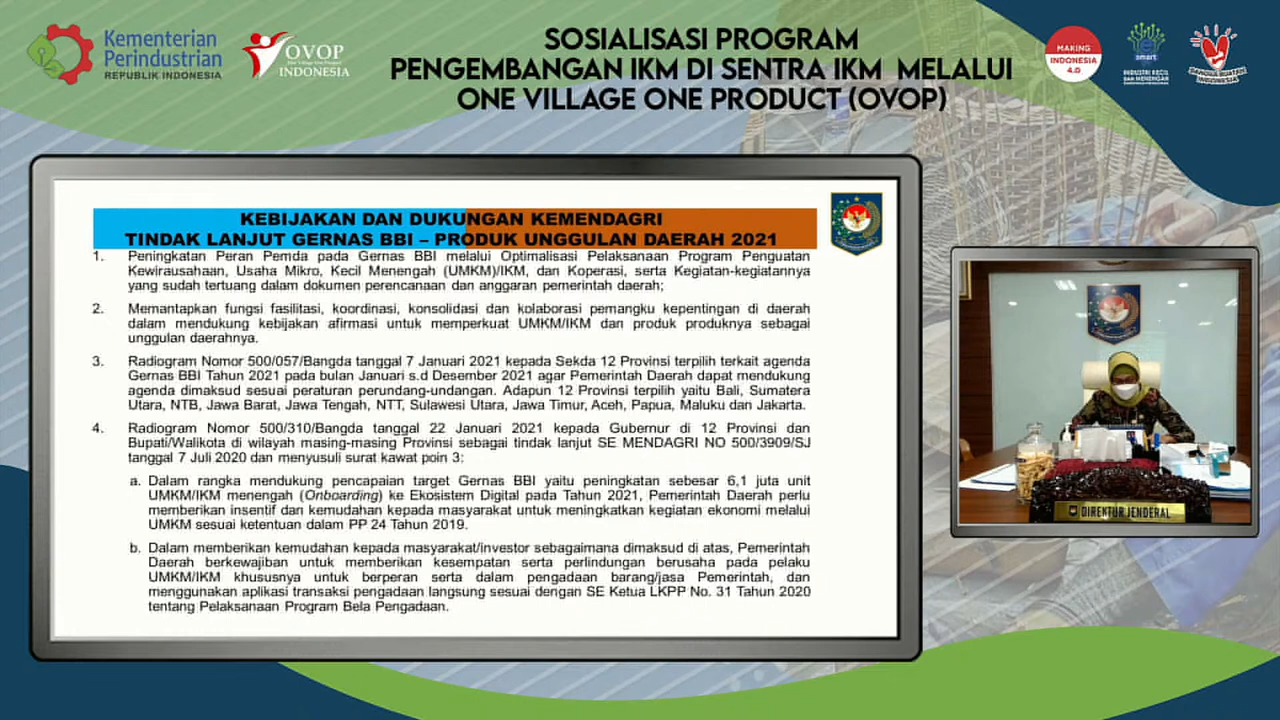 Kementerian
Perindustrian
REPUBLIK INDONESIA
OVOP
INDONESIA
SOSIALISASI PROGRAM
PENGEMBANGAN IKM DI SENTRA IKM MELALUI
ONE VILLAGE ONE PRODUCT (OVOP)
MAKING
INDONESIA
4.0
smart
INDUSTRI KECIL
DAN MENENGAH
BANGGA BUATAN
INDONESIA
KEBIJAKAN DAN DUKUNGAN KEMENDAGRI
TINDAK LANJUT GERNAS BBI – PRODUK UNGGULAN DAERAH 2021
1. Peningkatan Peran Pemda pada Gernas BBI melalui Optimalisasi Pelaksanaan Program Penguatan
Kewirausahaan, Usaha Mikro, Kecil Menengah (UMKM)/IKM, dan Koperasi, serta Kegiatan-kegiatannya
yang sudah tertuang dalam dokumen perencanaan dan anggaran pemerintah daerah;
2. Memantapkan fungsi fasilitasi, koordinasi, konsolidasi dan kolaborasi pemangku kepentingan di daerah
dalam mendukung kebijakan afirmasi untuk memperkuat UMKM/IKM dan produk produknya sebagai
unggulan daerahnya.
3. Radiogram Nomor 500/057/Bangda tanggal 7 Januari 2021 kepada Sekda 12 Provinsi terpilih terkait agenda
Gernas BBI Tahun 2021 pada bulan Januari s.d Desember 2021 agar Pemerintah Daerah dapat mendukung
agenda dimaksud sesuai peraturan perundang-undangan. Adapun 12 Provinsi terpilih yaitu Bali, Sumatera
Utara, NTB, Jawa Barat, Jawa Tengah, NTT, Sulawesi Utara, Jawa Timur, Aceh, Papua, Maluku dan Jakarta.
4. Radiogram Nomor 500/310/Bangda tanggal 22 Januari 2021 kepada Gubernur di 12 Provinsi dan
Bupati/Walikota di wilayah masing-masing Provinsi sebagai tindak lanjut SE MENDAGRI NO 500/3909/SJ
tanggal 7 Juli 2020 dan menyusuli surat kawat poin 3:
a. Dalam rangka mendukung pencapaian target Gernas BBI yaitu peningkatan sebesar 6,1 juta unit
UMKM/IKM menengah (Onboarding) ke Ekosistem Digital pada Tahun 2021, Pemerintah Daerah perlu
memberikan insentif dan kemudahan kepada masyarakat untuk meningkatkan kegiatan ekonomi melalui
UMKM sesuai ketentuan dalam PP 24 Tahun 2019.
b. Dalam memberikan kemudahan kepada masyarakat/investor sebagaimana dimaksud di atas, Pemerintah
Daerah berkewajiban untuk memberikan kesempatan serta perlindungan berusaha pada pelaku
UMKM/IKM khususnya untuk berperan serta dalam pengadaan barang/jasa Pemerintah, dan
menggunakan aplikasi transaksi pengadaan langsung sesuai dengan SE Ketua LKPP No. 31 Tahun 2020
tentang Pelaksanaan Program Bela Pengadaan.
DIREKTUR JENDERAL